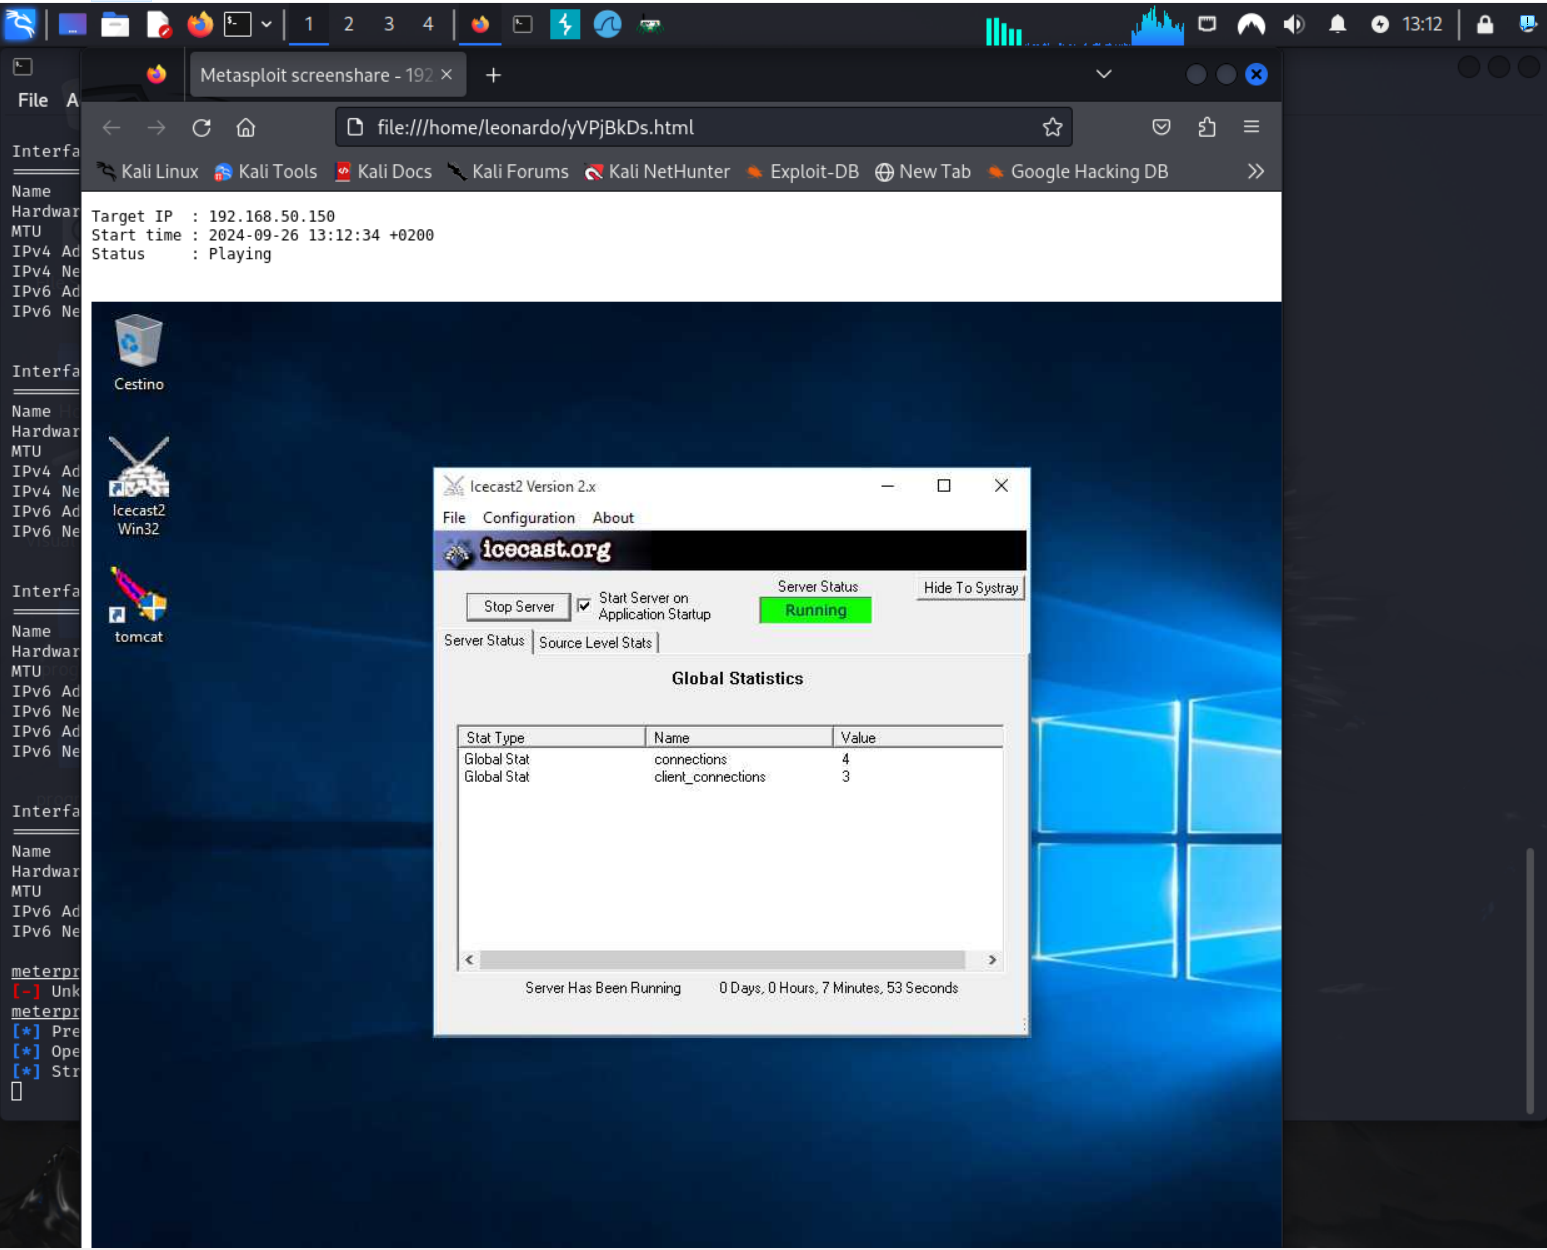 1 2 3 4
13:12
File A
Metasploit screenshare - 192
file:///home/leonardo/yVPjBkDs.html
Kali Linux Kali Tools Kali Docs Kali Forums Kali NetHunter Exploit-DB New Tab Google Hacking DB
Target IP : 192.168.50.150
Start time : 2024-09-26 13:12:34 +0200
Status : Playing
Interfa
Name
Hardwar
MTU
IPv4 Ad
IPv4 Ne
IPv6 Ad
IPv6 Ne
Interfa
Name
Hardwar
MTU
IPv4 Ad
IPv4 Ne
IPv6 Ad
IPv6 Ne
Interfa
Name
Hardwar
MTU
IPv6 Ad
IPv6 Ne
IPv6 Ad
IPv6 Ne
Interfa
Name
Hardwar
MTU
IPv6 Ad
IPv6 Ne
meterpr
[-] Unk
meterpr
[*] Pre
[*] Ope
[*] Str
Cestino
Icecast2
Win32
tomcat
Icecast2 Version 2.x
File Configuration About
icecast.org
Stop Server
Start Server on
Application Startup
Server Status
Running
Hide To Systray
Server Status Source Level Stats
Global Statistics
Stat Type Name Value
Global Stat connections 4
Global Stat client_connections 3
Server Has Been Running 0 Days, 0 Hours, 7 Minutes, 53 Seconds